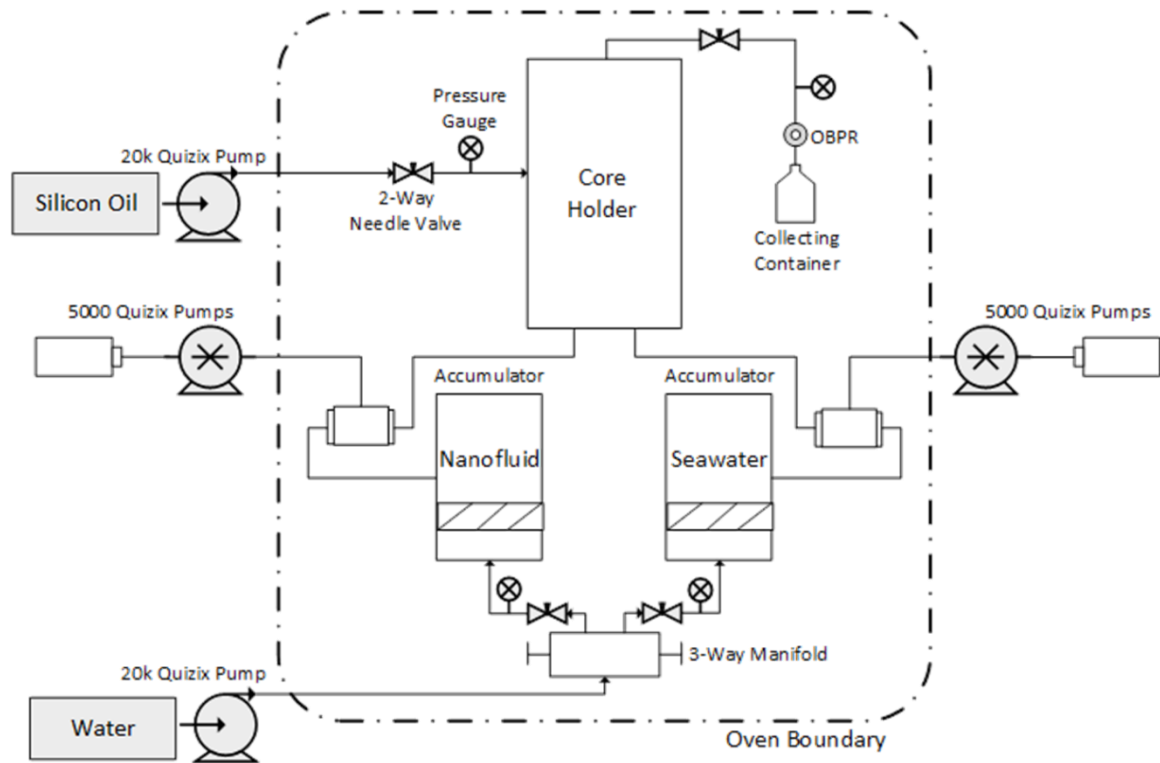 Pressure
Gauge
20k Quizix Pump
Silicon Oil
2-Way
Needle Valve
Core
Holder
OBPR
Collecting
Container
5000 Quizix Pumps
5000 Quizix Pumps
Accumulator
Accumulator
Nanofluid
Seawater
3-Way Manifold
20k Quizix Pump
Water
Oven Boundary